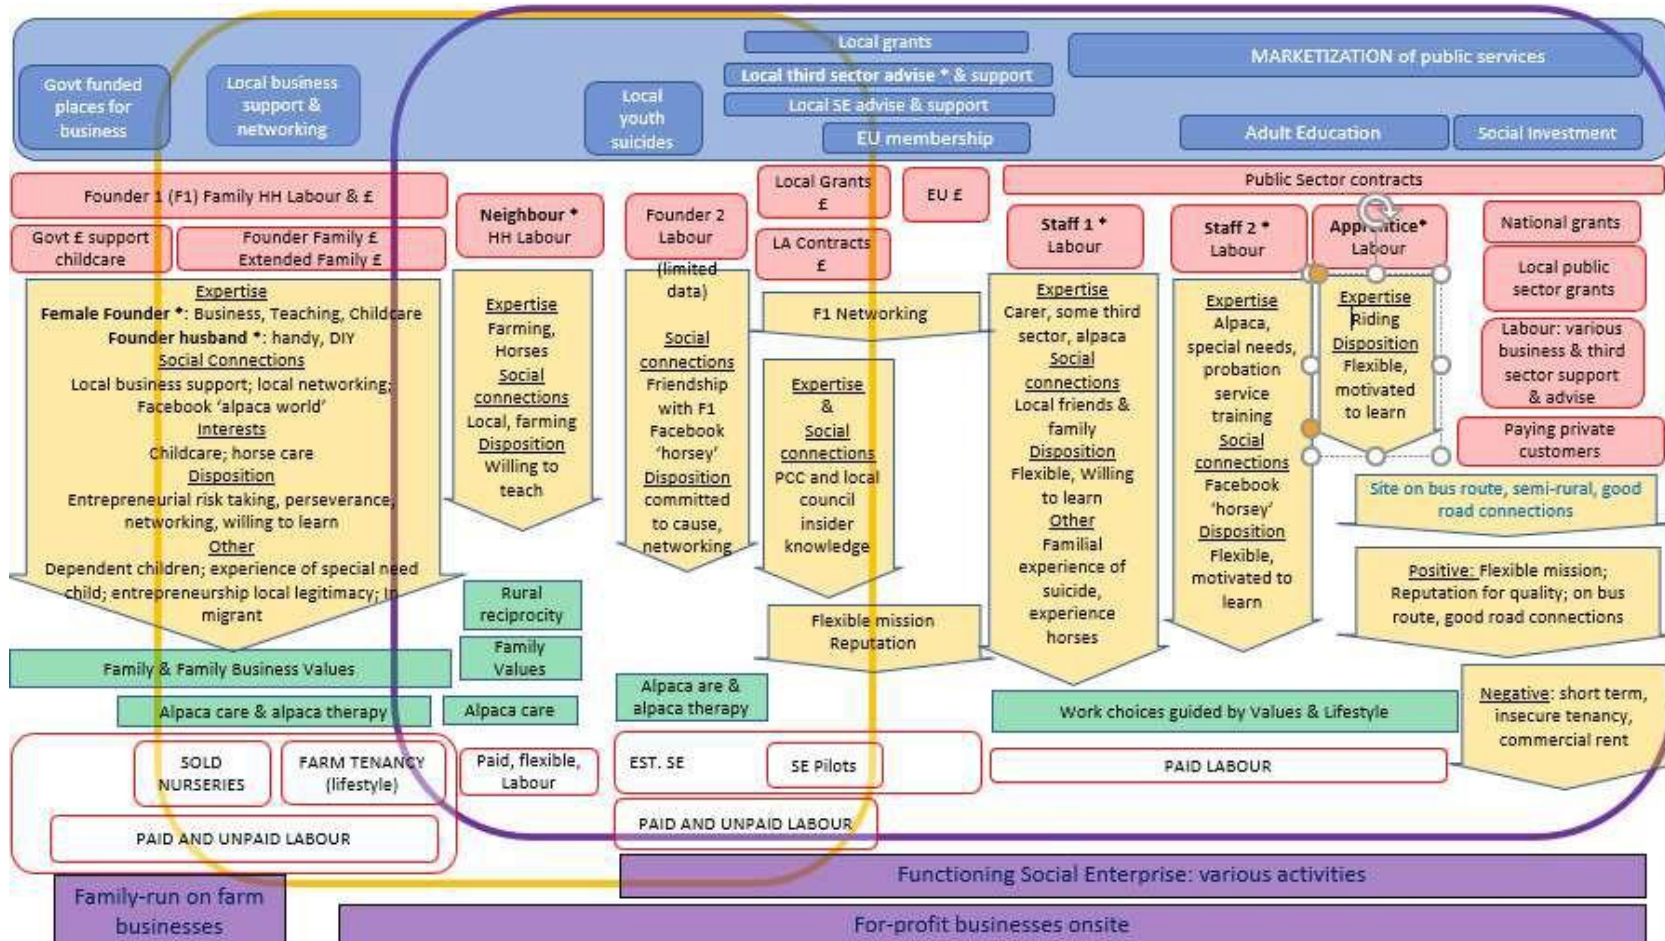 Local grants
MARKETIZATION of public services
Govt funded
places for
business
Local business
support &
networking
Local
youth
suicides
Local third sector advise * & support
Local SE advise & support
EU membership
Adult Education
Social Investment
Founder 1 (F1) Family HH Labour & £
Govt £ support
childcare
Founder Family £
Extended Family £
Neighbour *
HH Labour
Founder 2
Labour
(limited
data)
Local Grants
£
EU £
LA Contracts
£
Public Sector contracts
Staff 1 *
Labour
Staff 2 *
Labour
Apprentice*
Labour
National grants
Local public
sector grants
Labour: various
business & third
sector support
& advise
Paying private
customers
Expertise
Female Founder *: Business, Teaching, Childcare
Founder husband *: handy, DIY
Social Connections
Local business support; local networking;
Facebook ‘alpaca world’
Interests
Childcare; horse care
Disposition
Entrepreneurial risk taking, perseverance,
networking, willing to learn
Other
Dependent children; experience of special need
child; entrepreneurship local legitimacy; in
migrant
Expertise
Farming,
Horses
Social
connections
Local, farming
Disposition
Willing to
teach
Social
connections
Friendship
with F1
Facebook
‘horsey’
Disposition
committed
to cause,
networking
F1 Networking
Expertise
&
Social
connections
PCC and local
council
insider
knowledge
Flexible mission
Reputation
Expertise
Carer, some third
sector, alpaca
Social
connections
Local friends &
family
Disposition
Flexible, Willing
to learn
Other
Familial
experience of
suicide,
experience
horses
Expertise
Alpaca,
special needs,
probation
service
training
Social
connections
Facebook
‘horsey’
Disposition
Flexible,
motivated to
learn
Expertise
Riding
Disposition
Flexible,
motivated
to learn
Site on bus route, semi-rural, good
road connections
Positive: Flexible mission;
Reputation for quality; on bus
route, good road connections
Negative: short term,
insecure tenancy,
commercial rent
Rural
reciprocity
Family
Values
Family & Family Business Values
Alpaca care & alpaca therapy
Alpaca care
Alpaca are &
alpaca therapy
Work choices guided by Values & Lifestyle
SOLD
NURSERIES
FARM TENANCY
(lifestyle)
Paid, flexible,
Labour
EST. SE
SE Pilots
PAID LABOUR
PAID AND UNPAID LABOUR
PAID AND UNPAID LABOUR
Functioning Social Enterprise: various activities
Family-run on farm
businesses
For-profit businesses onsite